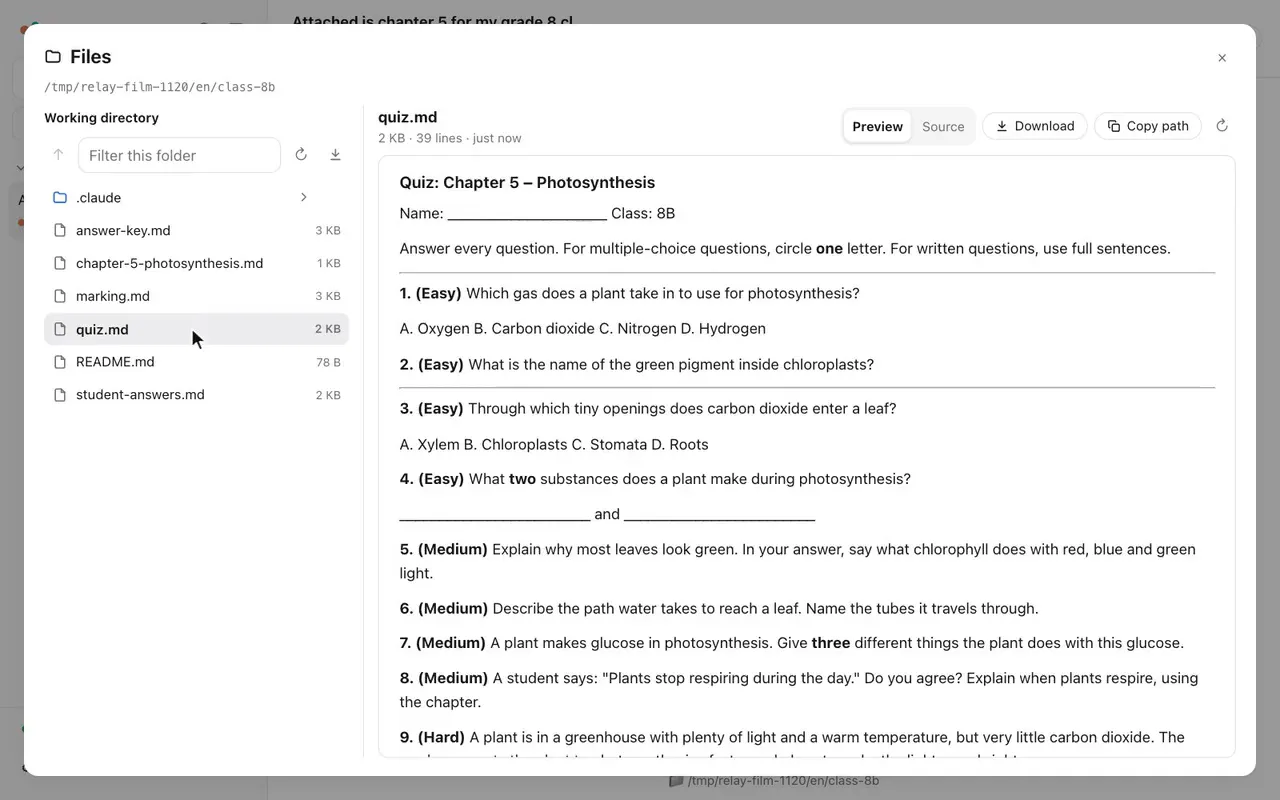 Attached is chapter 5 for my grade 8 cl
Files
/tmp/relay-film-1120/en/class-8b
Working directory
Filter this folder
.claude
answer-key.md 3 KB
chapter-5-photosynthesis.md 1 KB
marking.md 3 KB
quiz.md 2 KB
README.md 78 B
student-answers.md 2 KB
quiz.md
2 KB · 39 lines · just now
Preview Source Download Copy path
Quiz: Chapter 5 – Photosynthesis
Name: ____________________ Class: 8B
Answer every question. For multiple-choice questions, circle one letter. For written questions, use full sentences.
1. (Easy) Which gas does a plant take in to use for photosynthesis?
A. Oxygen B. Carbon dioxide C. Nitrogen D. Hydrogen
2. (Easy) What is the name of the green pigment inside chloroplasts?
3. (Easy) Through which tiny openings does carbon dioxide enter a leaf?
A. Xylem B. Chloroplasts C. Stomata D. Roots
4. (Easy) What two substances does a plant make during photosynthesis?
________________________ and ________________________
5. (Medium) Explain why most leaves look green. In your answer, say what chlorophyll does with red, blue and green
light.
6. (Medium) Describe the path water takes to reach a leaf. Name the tubes it travels through.
7. (Medium) A plant makes glucose in photosynthesis. Give three different things the plant does with this glucose.
8. (Medium) A student says: "Plants stop respiring during the day." Do you agree? Explain when plants respire, using
the chapter.
9. (Hard) A plant is in a greenhouse with plenty of light and a warm temperature, but very little carbon dioxide. The
/tmp/relay-film-1120/en/class-8b